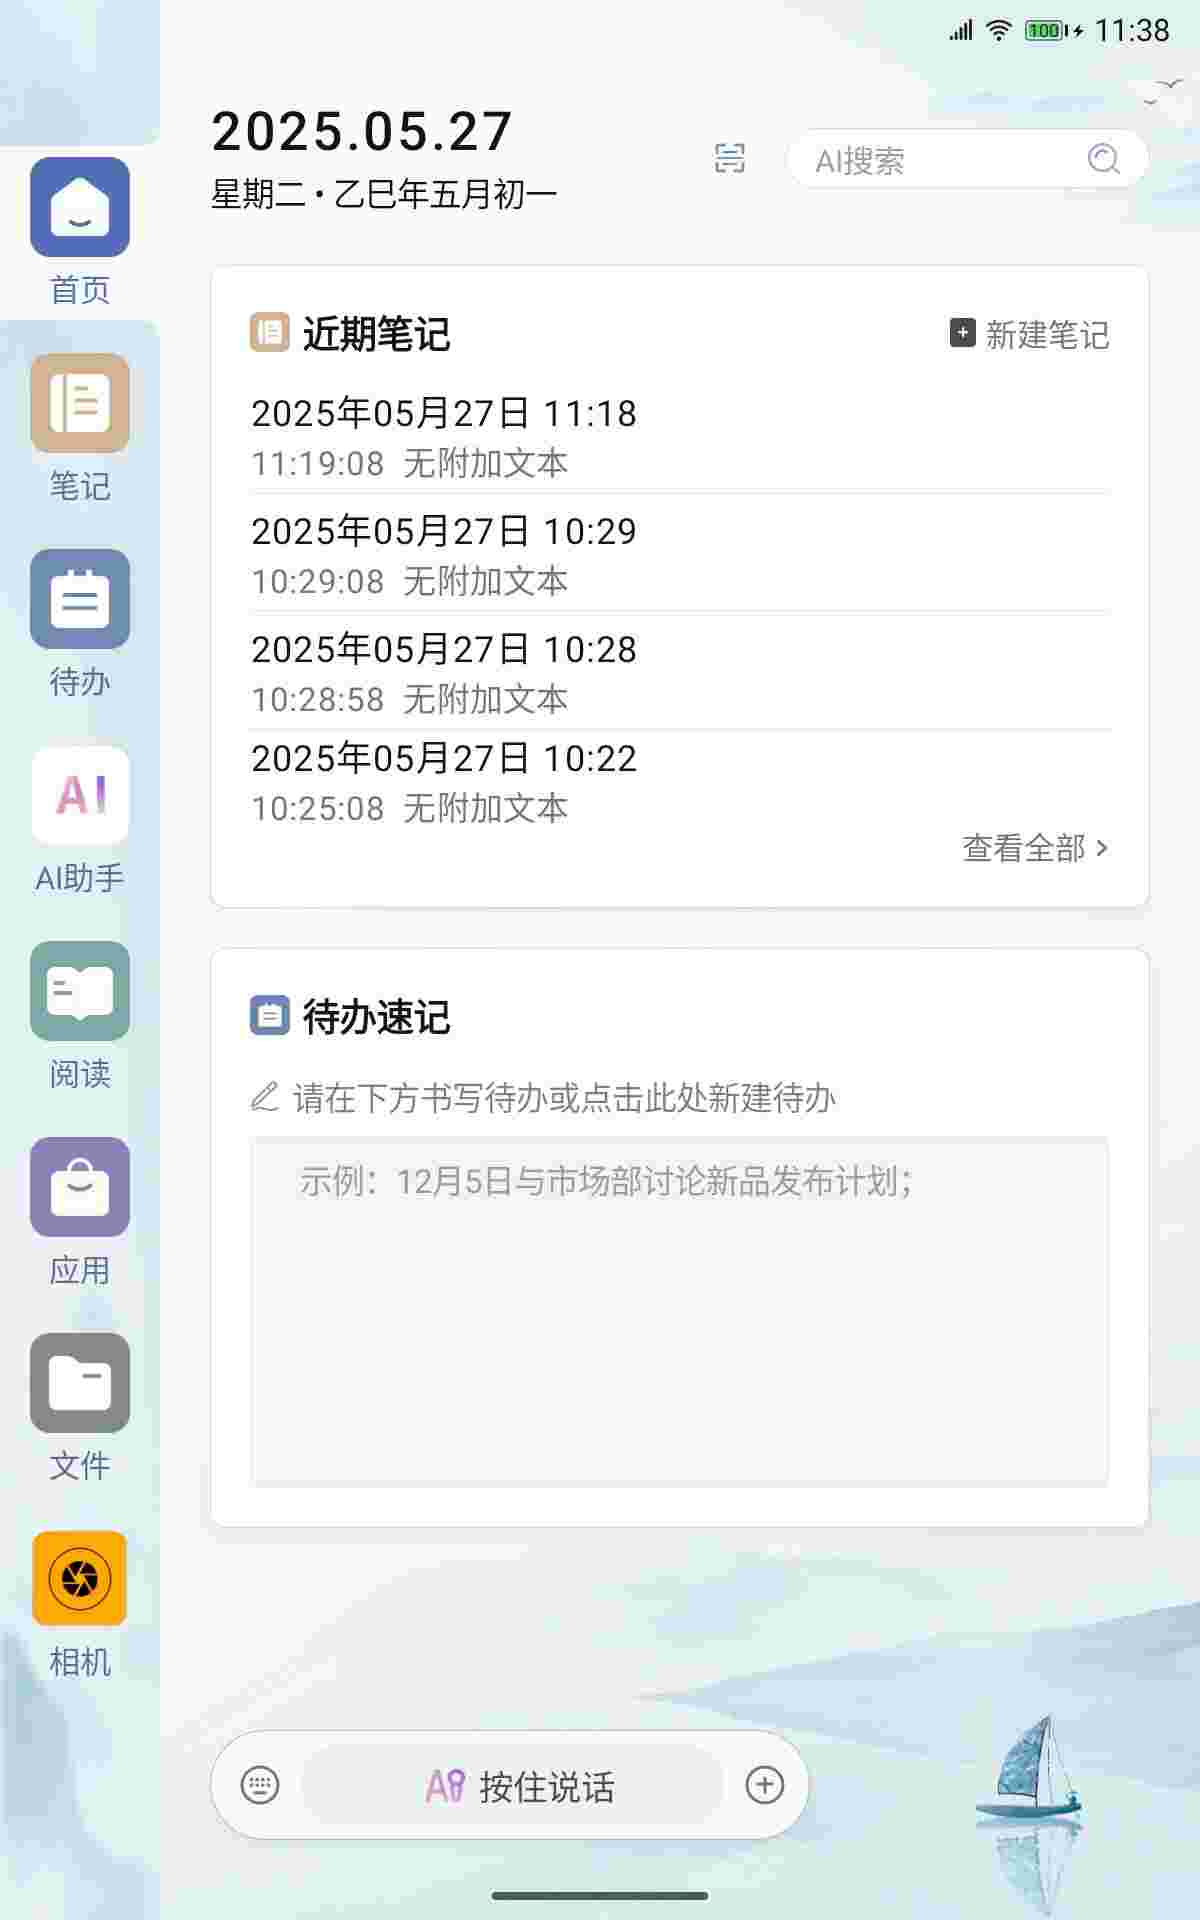 100 11:38
2025.05.27
星期二·乙巳年五月初一
AI搜索
首页
笔记
待办
AI
AI助手
阅读
应用
文件
相机
近期笔记
新建笔记
2025年05月27日 11:18
11:19:08 无附加文本
2025年05月27日 10:29
10:29:08 无附加文本
2025年05月27日 10:28
10:28:58 无附加文本
2025年05月27日 10:22
10:25:08 无附加文本
查看全部
待办速记
请在下方书写待办或点击此处新建待办
示例：12月5日与市场部讨论新品发布计划；
AI 按住说话